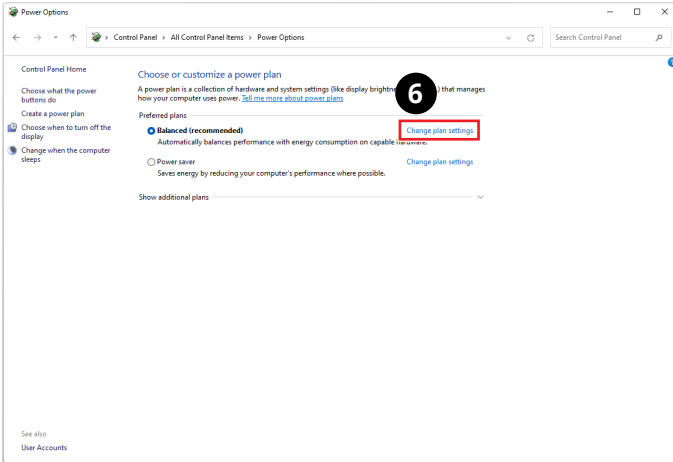 Power Options
Control Panel › All Control Panel Items › Power Options
Search Control Panel
Control Panel Home
Choose what the power
buttons do
Create a power plan
Choose when to turn off the
display
Change when the computer
sleeps
Choose or customize a power plan
A power plan is a collection of hardware and system settings (like display brightne ) that manages
how your computer uses power. Tell me more about power plans
6
Preferred plans
Balanced (recommended)
Change plan settings
Automatically balances performance with energy consumption on capable hardware.
Power saver
Change plan settings
Saves energy by reducing your computer's performance where possible.
Show additional plans
See also
User Accounts